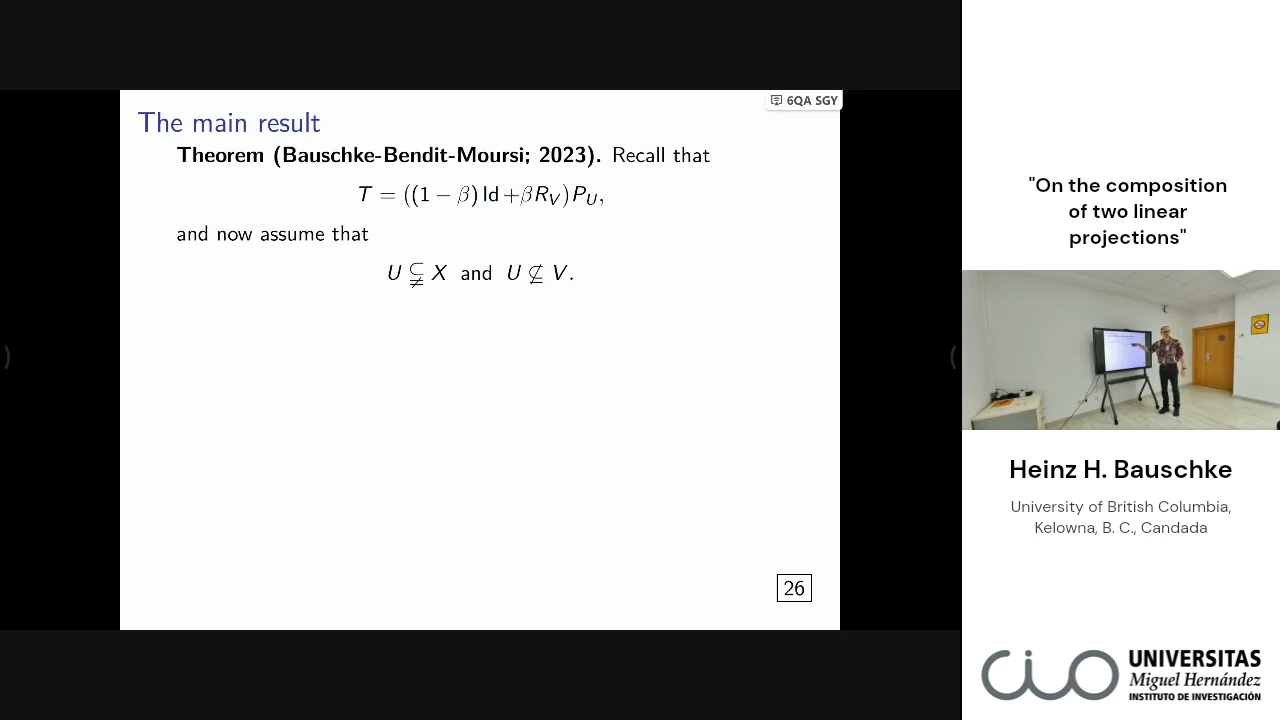 6QA SGY
The main result
Theorem (Bauschke-Bendit-Moursi; 2023). Recall that
T = ((1 − β) Id +βR_V)P_U,
and now assume that
U ⊊ X and U ⊈ V.
26
"On the composition
of two linear
projections"
Heinz H. Bauschke
University of British Columbia,
Kelowna, B. C., Candada
CIO
UNIVERSITAS
Miguel Hernández
INSTITUTO DE INVESTIGACIÓN